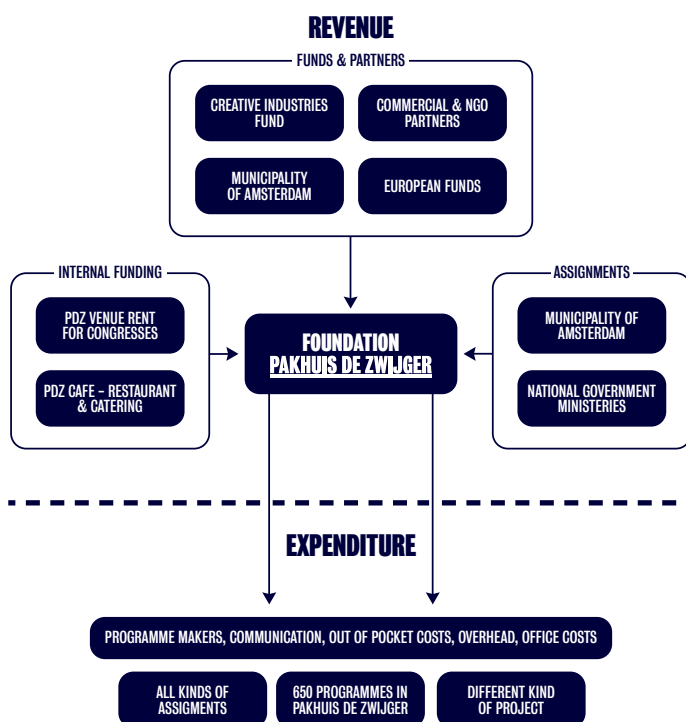 REVENUE
FUNDS & PARTNERS
CREATIVE INDUSTRIES
FUND
COMMERCIAL & NGO
PARTNERS
MUNICIPALITY
OF AMSTERDAM
EUROPEAN FUNDS
INTERNAL FUNDING
PDZ VENUE RENT
FOR CONGRESSES
PDZ CAFE – RESTAURANT
& CATERING
FOUNDATION
PAKHUIS DE ZWIJGER
ASSIGNMENTS
MUNICIPALITY OF
AMSTERDAM
NATIONAL GOVERNMENT
MINISTERIES
EXPENDITURE
PROGRAMME MAKERS, COMMUNICATION, OUT OF POCKET COSTS, OVERHEAD, OFFICE COSTS
ALL KINDS OF
ASSIGMENTS
650 PROGRAMMES IN
PAKHUIS DE ZWIJGER
DIFFERENT KIND
OF PROJECT